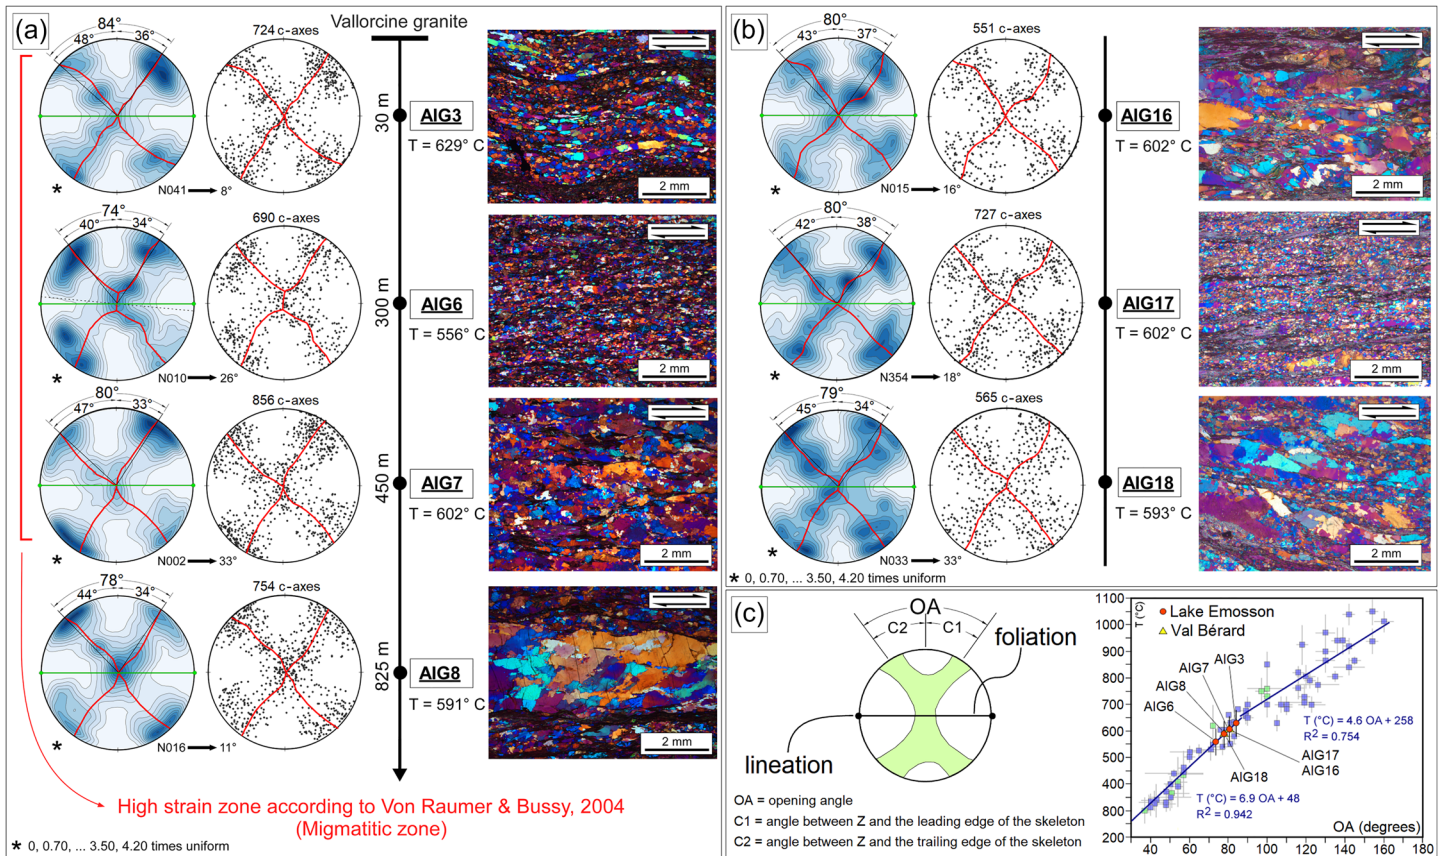 (a)
Vallorcine granite
84°
48°
36°
724 c-axes
30 m
AIG3
T = 629° C
2 mm
*
N041
8°
74°
40°
34°
690 c-axes
300 m
AIG6
T = 556° C
2 mm
*
N010
26°
80°
47°
33°
856 c-axes
450 m
AIG7
T = 602° C
2 mm
*
N002
33°
78°
44°
34°
754 c-axes
825 m
AIG8
T = 591° C
2 mm
*
N016
11°
High strain zone according to Von Raumer & Bussy, 2004
(Migmatitic zone)
* 0, 0.70, ... 3.50, 4.20 times uniform
(b)
80°
43°
37°
551 c-axes
AIG16
T = 602° C
2 mm
*
N015
16°
80°
42°
38°
727 c-axes
AIG17
T = 602° C
2 mm
*
N354
18°
79°
45°
34°
565 c-axes
AIG18
T = 593° C
2 mm
*
N033
33°
* 0, 0.70, ... 3.50, 4.20 times uniform
(c)
OA
C2
C1
foliation
lineation
OA = opening angle
C1 = angle between Z and the leading edge of the skeleton
C2 = angle between Z and the trailing edge of the skeleton
T (°C)
1100
1000
900
800
700
600
500
400
300
800
200
Lake Emosson
Val Bérard
AIG3
AIG7
AIG8
AIG6
T (°C) = 4.6 OA + 258
R2 = 0.754
AIG17
AIG16
AIG18
T (°C) = 6.9 OA + 48
R2 = 0.942
OA (degrees)
30 40 60 80 100 120 140 160 180